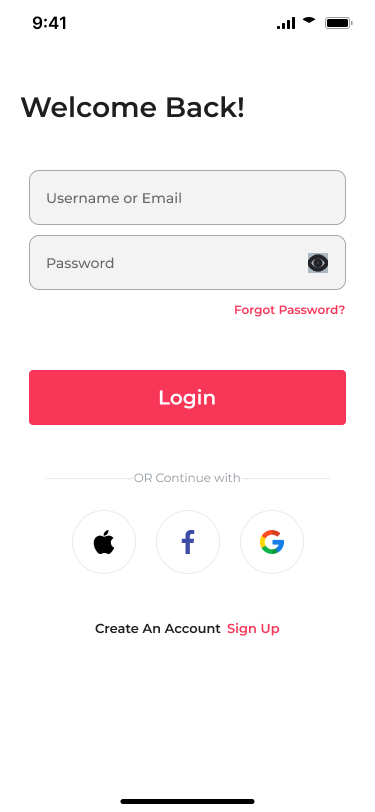 9:41
Welcome Back!
Username or Email
Password
Forgot Password?
Login
OR Continue with
Create An Account Sign Up